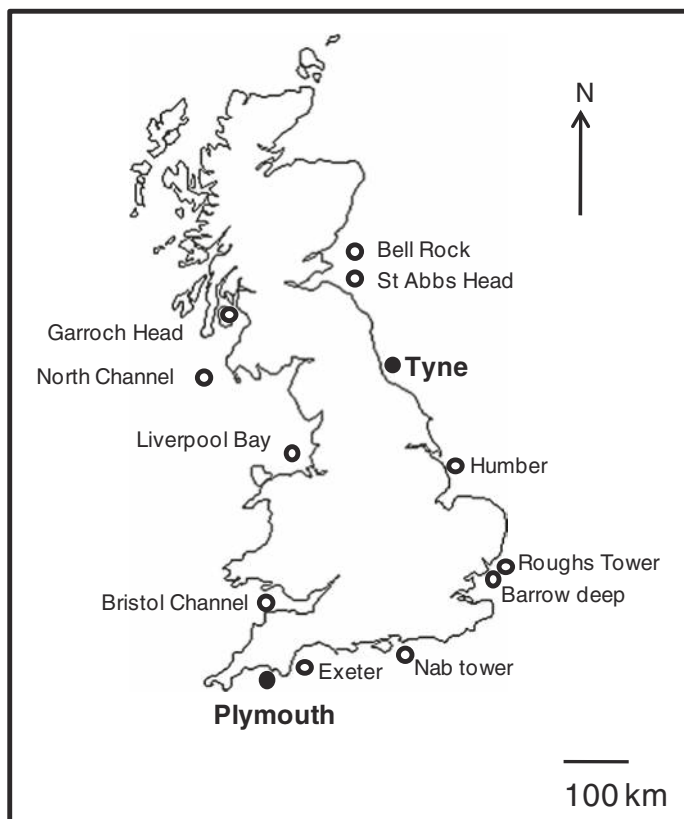 N
Bell Rock
St Abbs Head
Garroch Head
Tyne
North Channel
Liverpool Bay
Humber
Roughs Tower
Barrow deep
Bristol Channel
Nab tower
Exeter
Plymouth
100 km